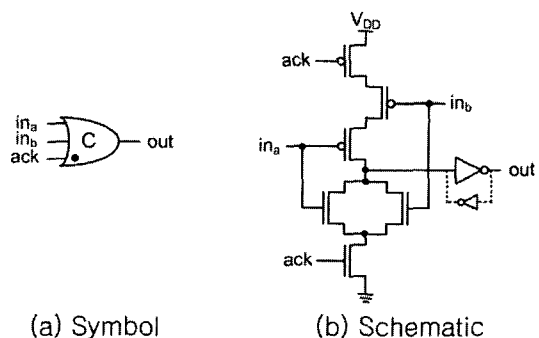 V_DD
ack
in_b
in_a
out
ack
in_a
in_b
ack
C
out
(a) Symbol
(b) Schematic